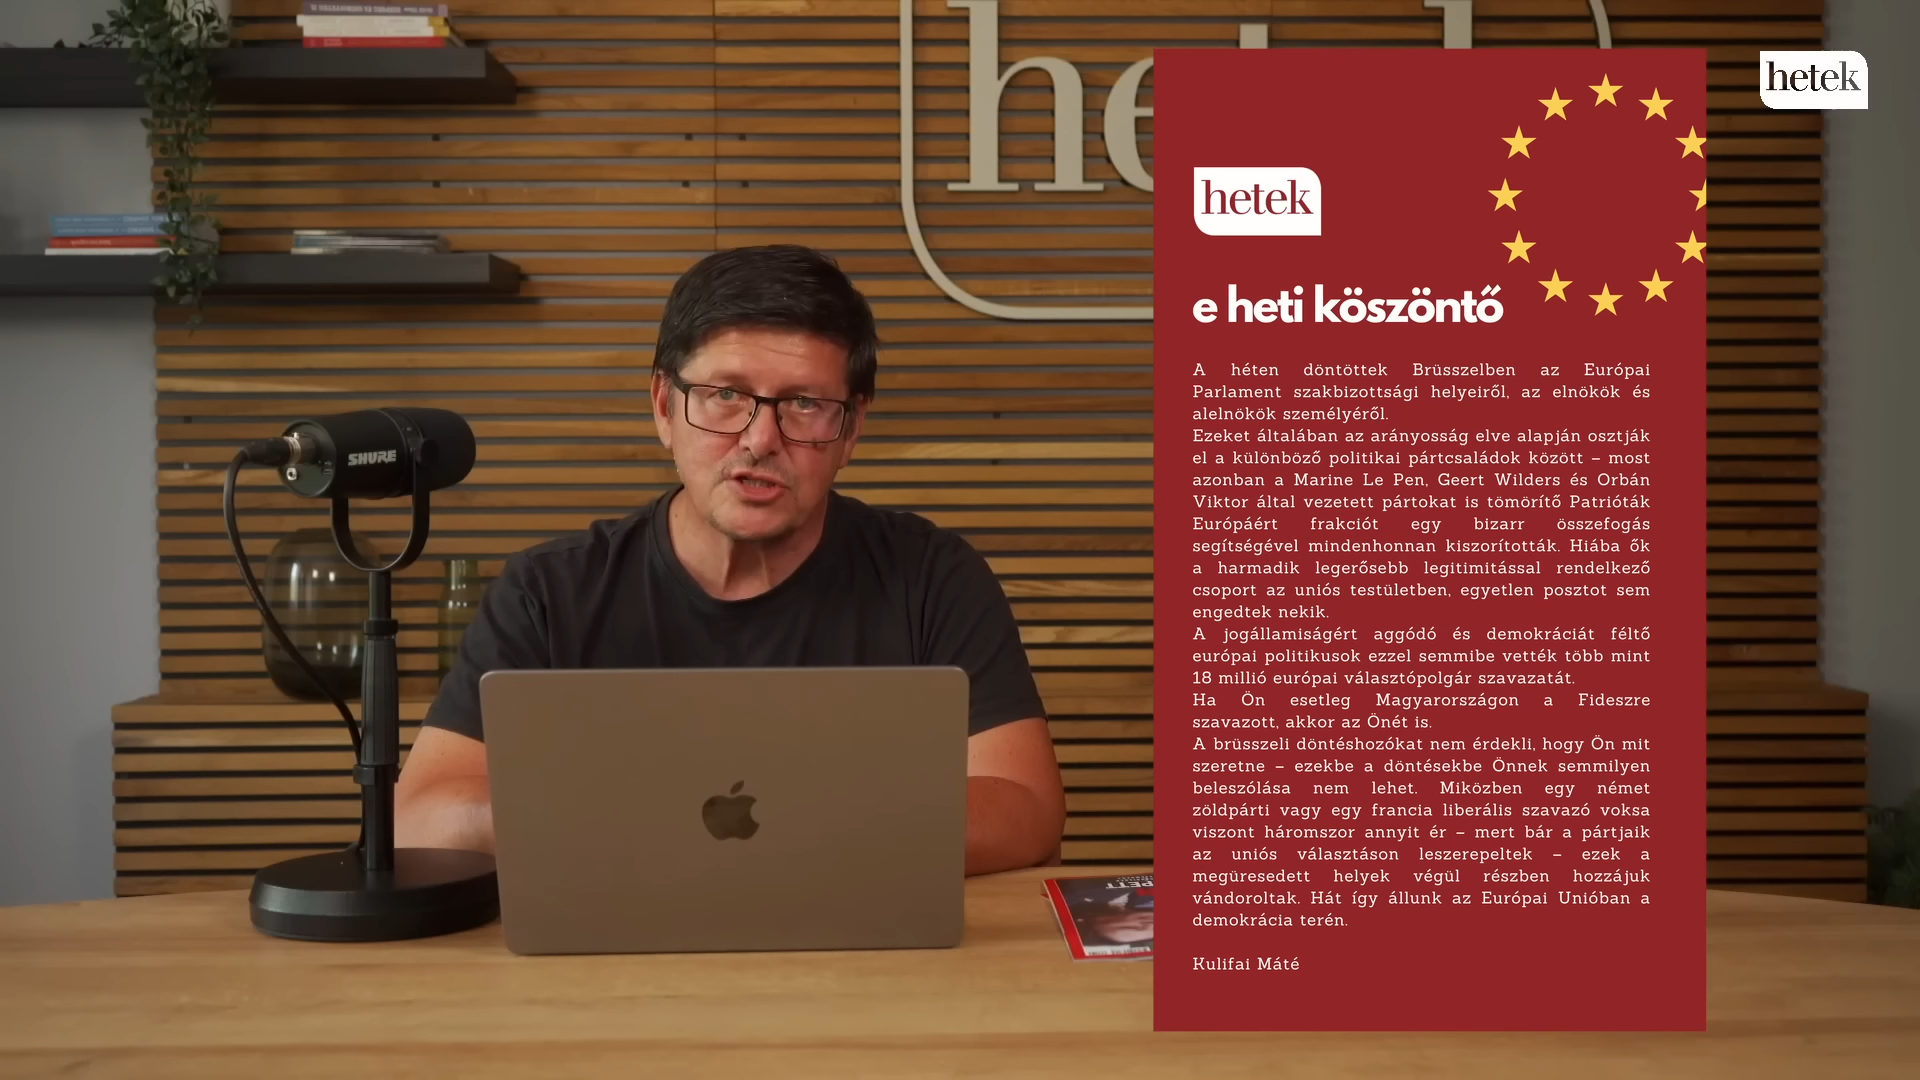 he
hetek
SHURE
hetek
e heti köszöntő
A héten döntöttek Brüsszelben az Európai
Parlament szakbizottsági helyeiről, az elnökök és
alelnökök személyéről.
Ezeket általában az arányosság elve alapján osztják
el a különböző politikai pártcsaládok között – most
azonban a Marine Le Pen, Geert Wilders és Orbán
Viktor által vezetett pártokat is tömörítő Patrióták
Európáért frakciót egy bizarr összefogás
segítségével mindenhonnan kiszorították. Hiába ők
a harmadik legerősebb legitimitással rendelkező
csoport az uniós testületben, egyetlen posztot sem
engedtek nekik.
A jogállamiságért aggódó és demokráciát féltő
európai politikusok ezzel semmibe vették több mint
18 millió európai választópolgár szavazatát.
Ha Ön esetleg Magyarországon a Fideszre
szavazott, akkor az Önét is.
A brüsszeli döntéshozókat nem érdekli, hogy Ön mit
szeretne – ezekbe a döntésekbe Önnek semmilyen
beleszólása nem lehet. Miközben egy német
zöldpárti vagy egy francia liberális szavazó voksa
viszont háromszor annyit ér – mert bár a pártjaik
az uniós választáson leszerepeltek – ezek a
megüresedett helyek végül részben hozzájuk
vándoroltak. Hát így állunk az Európai Unióban a
demokrácia terén.
Kulifai Máté